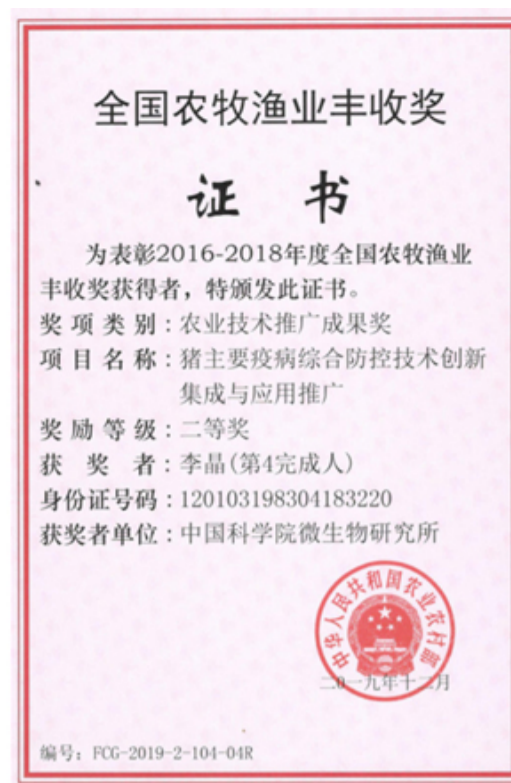 全国农牧渔业丰收奖
证 书
为表彰2016-2018年度全国农牧渔业
丰收奖获得者，特颁发此证书。
奖项类别：农业技术推广成果奖
项目名称：猪主要疫病综合防控技术创新
集成与应用推广
奖励等级：二等奖
获奖者：李晶(第4完成人)
身份证号码：120103198304183220
获奖者单位：中国科学院微生物研究所
中华人民共和国农业农村部
二〇一九年十二月
编号：FCG-2019-2-104-04R